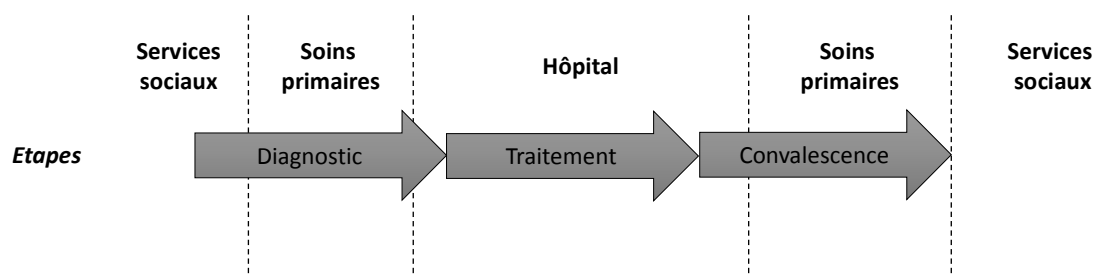 Services
sociaux
Soins
primaires
Hôpital
Soins
primaires
Services
sociaux
Etapes
Diagnostic
Traitement
Convalescence